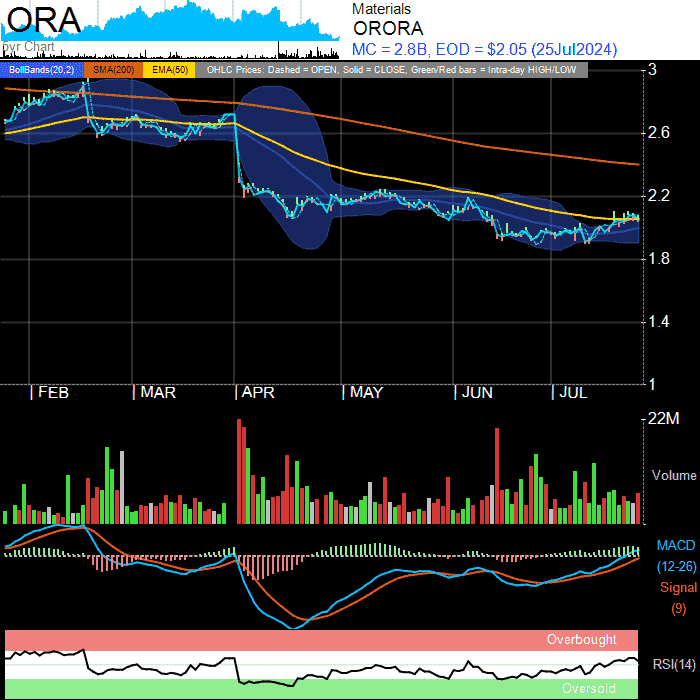 ORA
Materials
ORORA
MC = 2.8B, EOD = $2.05 (25Jul2024)
5yr Chart
BollBands(20,2) SMA(200) EMA(50) OHLC Prices: Dashed = OPEN, Solid = CLOSE, Green/Red bars = Intra-day HIGH/LOW
3
2.6
2.2
1.8
1.4
1
| FEB | MAR | APR | MAY | JUN | JUL
22M
Volume
MACD
(12-26)
Signal
(9)
Overbought
RSI(14)
Oversold